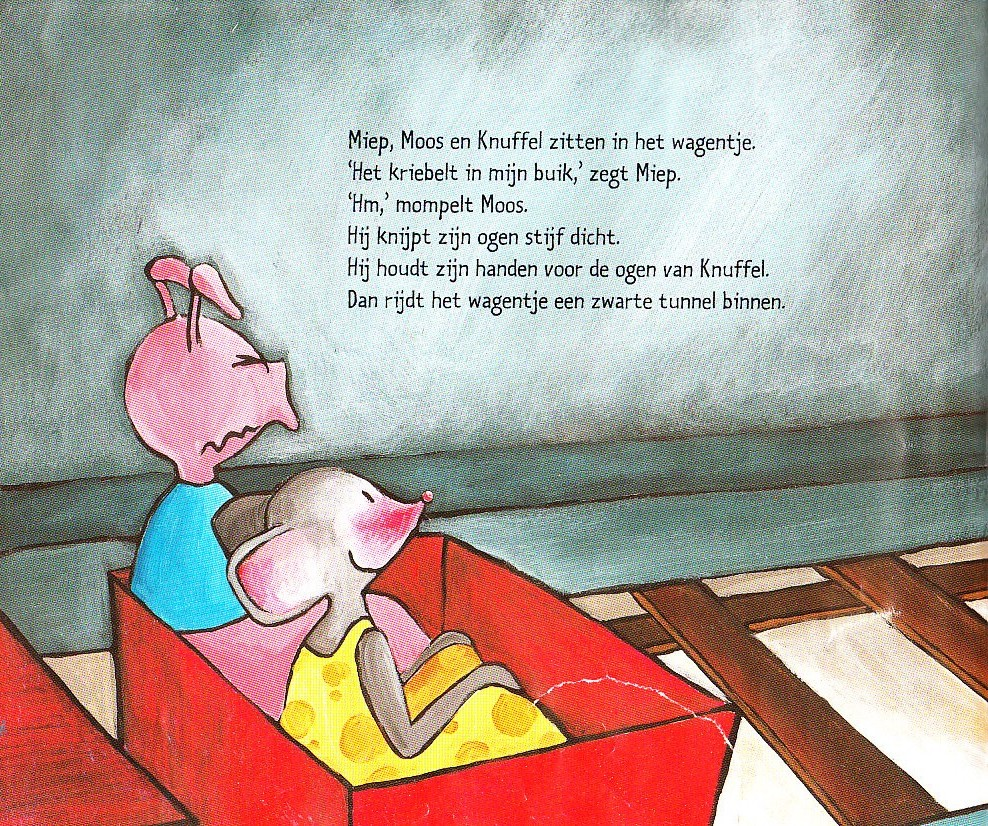 Miep, Moos en Knuffel zitten in het wagentje.
‘Het kriebelt in mijn buik,’ zegt Miep.
‘Hm,’ mompelt Moos.
Hij knijpt zijn ogen stijf dicht.
Hij houdt zijn handen voor de ogen van Knuffel.
Dan rijdt het wagentje een zwarte tunnel binnen.